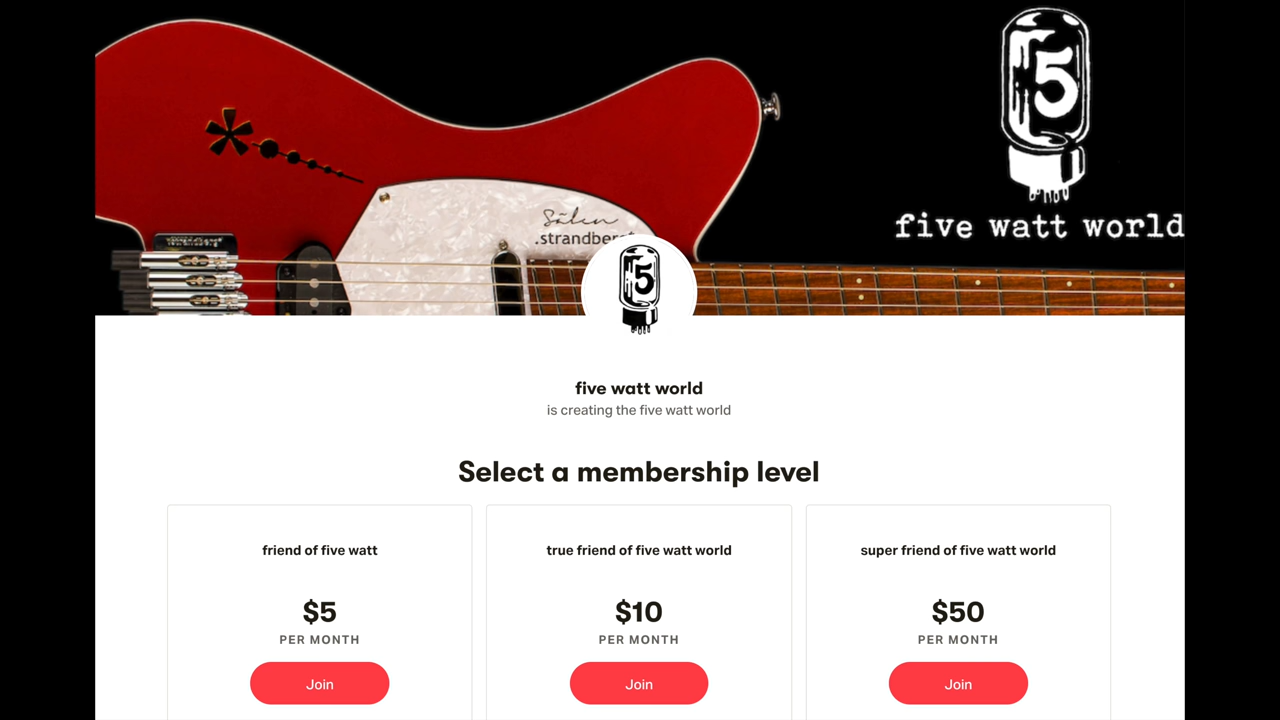 5
five watt world
Sälen
.strandberg*
.strandberg*
5
five watt world
is creating the five watt world
Select a membership level
friend of five watt
true friend of five watt world
super friend of five watt world
$5
$10
$50
PER MONTH
PER MONTH
PER MONTH
Join
Join
Join